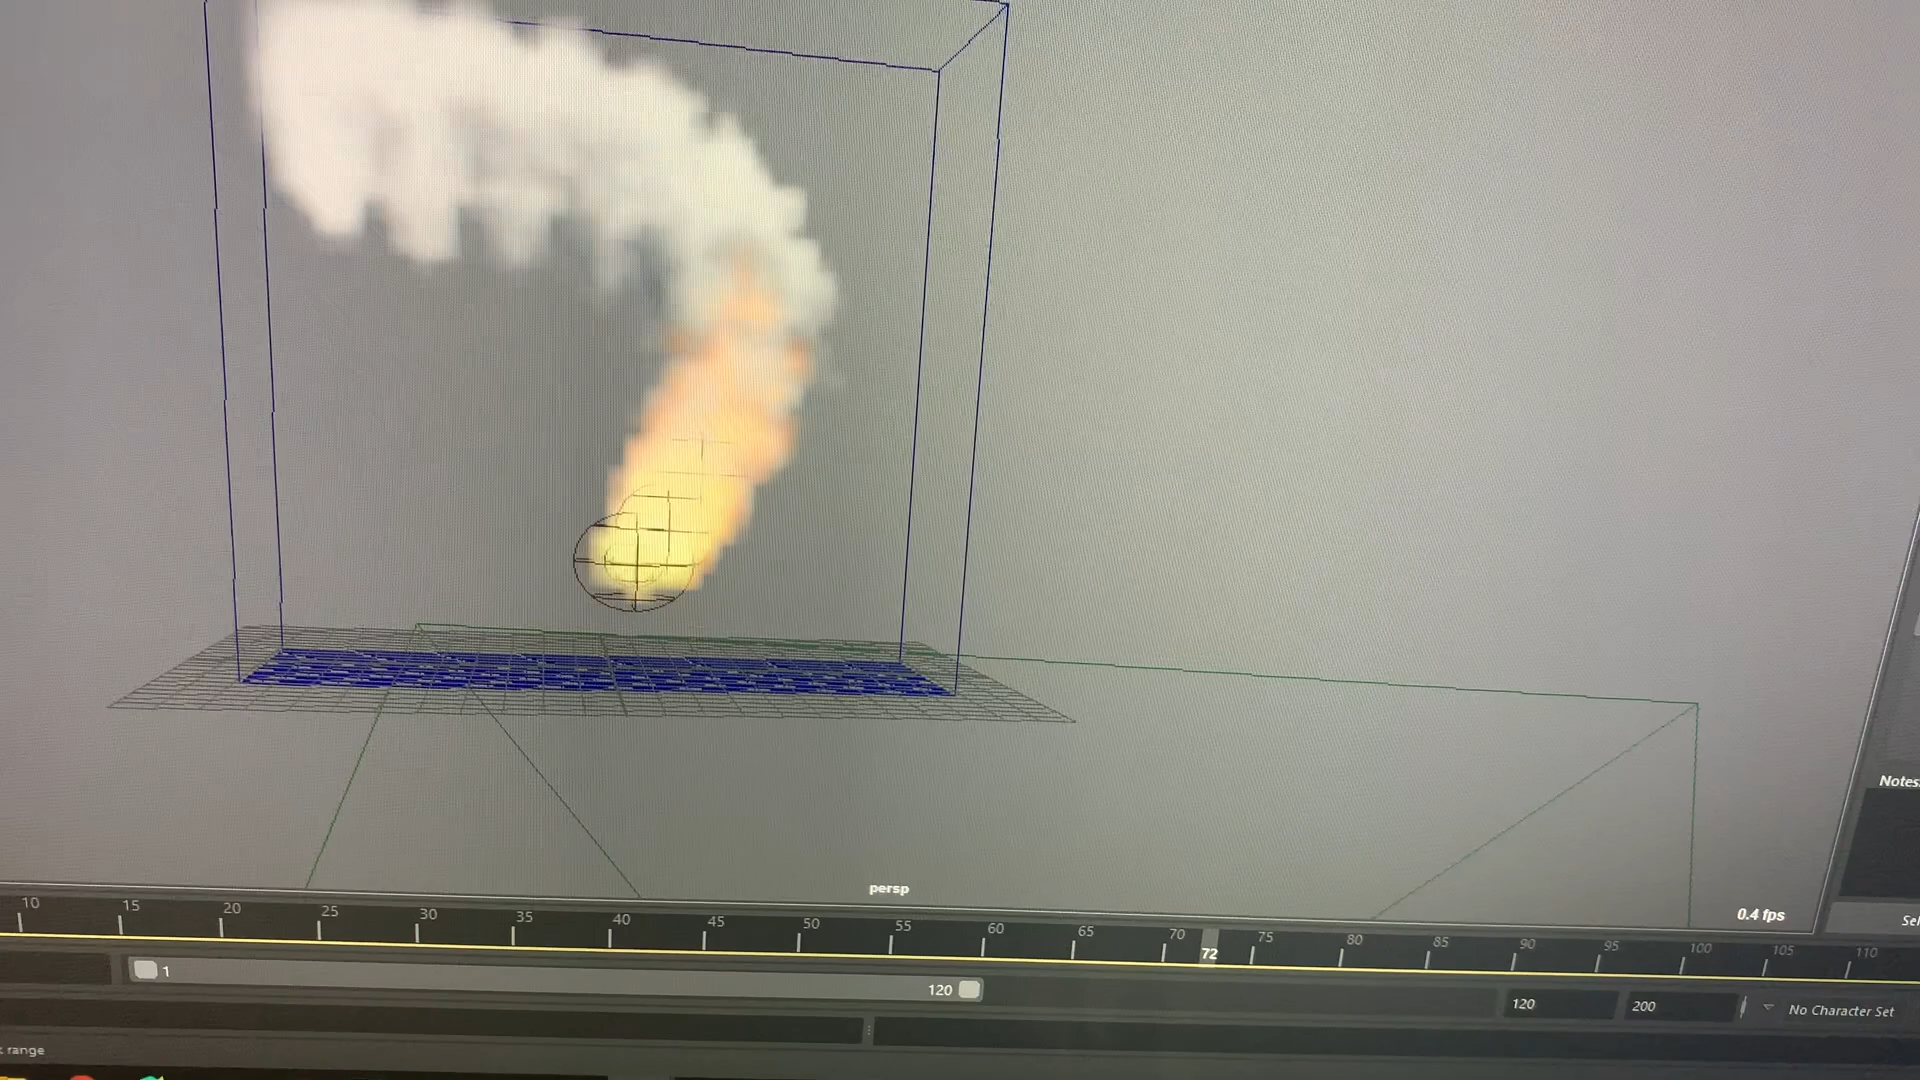 Notes
persp
0.4 fps
Sel
10 15 20 25 30 35 40 45 50 55 60 65 70 72 75 80 85 90 95 100 105 110
1
120
120
200
No Character Set
range